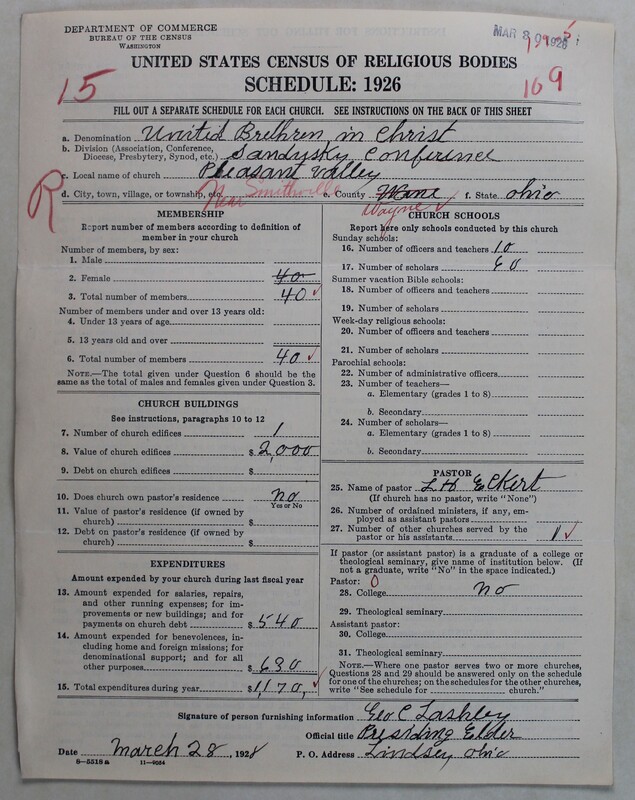 DEPARTMENT OF COMMERCE
BUREAU OF THE CENSUS
WASHINGTON
MAR 30 1926
15
169
UNITED STATES CENSUS OF RELIGIOUS BODIES
SCHEDULE: 1926
FILL OUT A SEPARATE SCHEDULE FOR EACH CHURCH. SEE INSTRUCTIONS ON THE BACK OF THIS SHEET
a. Denomination United Brethren in Christ
b. Division (Association, Conference, Diocese, Presbytery, Synod, etc.) Sandusky Conference
c. Local name of church Pleasant Valley
R
d. City, town, village, or township, etc. Near Smithville e. County Wayne f. State Ohio
MEMBERSHIP
Report number of members according to definition of
member in your church
Number of members, by sex:
1. Male
2. Female 40
3. Total number of members 40
Number of members under and over 13 years old:
4. Under 13 years of age
5. 13 years old and over
6. Total number of members 40
NOTE.—The total given under Question 6 should be
same as the total of males and females given under Question 3.
CHURCH BUILDINGS
See instructions, paragraphs 10 to 12
7. Number of church edifices 1
8. Value of church edifices $ 2,000
9. Debt on church edifices $
10. Does church own pastor's residence no
Yes or No
11. Value of pastor's residence (if owned by
church) $
12. Debt on pastor's residence (if owned by
church) $
EXPENDITURES
Amount expended by your church during last fiscal year
13. Amount expended for salaries, repairs,
and other running expenses; for im-
provements or new buildings; and for
payments on church debt $ 540
14. Amount expended for benevolences, in-
cluding home and foreign missions; for
denominational support; and for all
other purposes $ 630
15. Total expenditures during year $ 1,170
CHURCH SCHOOLS
Report here only schools conducted by this church
Sunday schools:
16. Number of officers and teachers 10
17. Number of scholars 60
Summer vacation Bible schools:
18. Number of officers and teachers
19. Number of scholars
Week-day religious schools:
20. Number of officers and teachers
21. Number of scholars
Parochial schools:
22. Number of administrative officers
23. Number of teachers—
a. Elementary (grades 1 to 8)
b. Secondary
24. Number of scholars—
a. Elementary (grades 1 to 8)
b. Secondary
PASTOR
25. Name of pastor L H Eckert
(If church has no pastor, write "None")
26. Number of ordained ministers, if any, em-
ployed as assistant pastors
27. Number of other churches served by the
pastor or his assistants 1
If pastor (or assistant pastor) is a graduate of a college or
theological seminary, give name of institution below. (If
not a graduate, write "No" in the space indicated.)
Pastor: 0
28. College no
29. Theological seminary
Assistant pastor:
30. College
31. Theological seminary
NOTE.—Where one pastor serves two or more churches,
Questions 28 and 29 should be answered only on the schedule
for one of the churches; on the schedules for the other churches,
write "See schedule for church."
Signature of person furnishing information Geo C Lashley
Official title Presiding Elder
Date March 28, 1928 P. O. Address Lindsey Ohio
8—5518a 11—9054